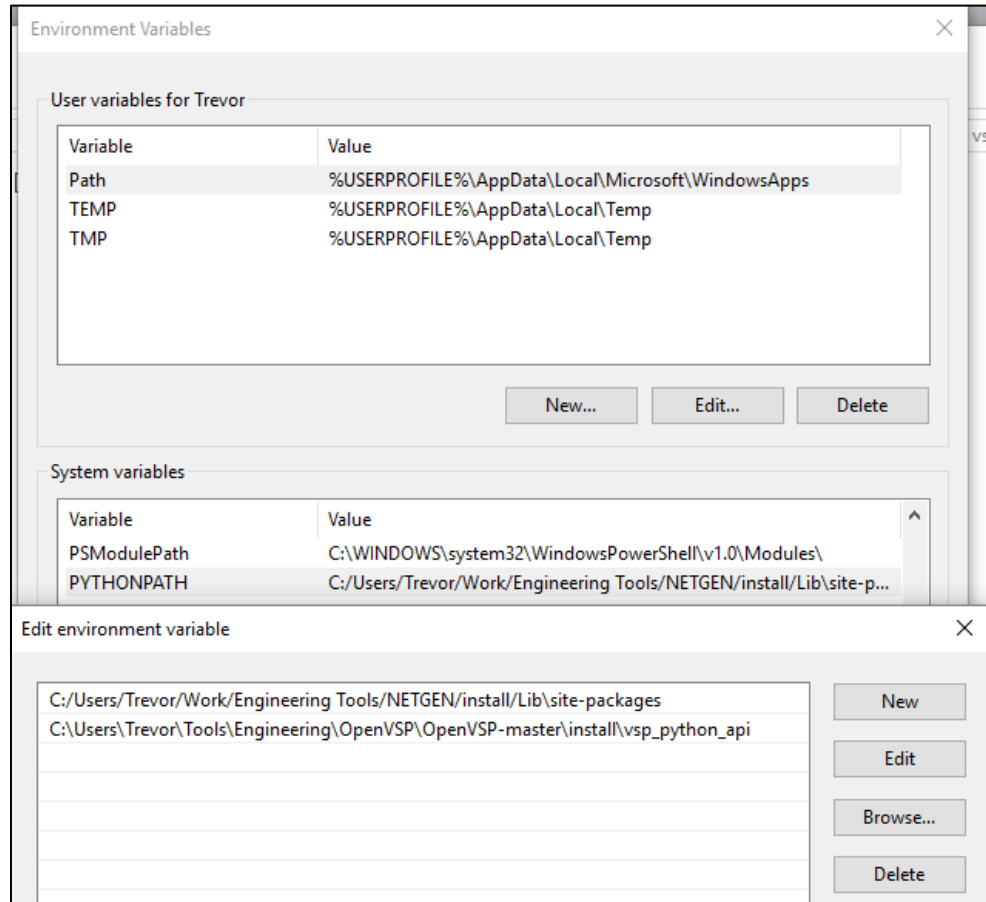 Environment Variables
User variables for Trevor
Variable Value
Path %USERPROFILE%\AppData\Local\Microsoft\WindowsApps
TEMP %USERPROFILE%\AppData\Local\Temp
TMP %USERPROFILE%\AppData\Local\Temp
New... Edit... Delete
System variables
Variable Value
PSModulePath C:\WINDOWS\system32\WindowsPowerShell\v1.0\Modules\
PYTHONPATH C:/Users/Trevor/Work/Engineering Tools/NETGEN/install/Lib\site-p...
Edit environment variable
C:/Users/Trevor/Work/Engineering Tools/NETGEN/install/Lib\site-packages
C:\Users\Trevor\Tools\Engineering\OpenVSP\OpenVSP-master\install\vsp_python_api
New
Edit
Browse...
Delete